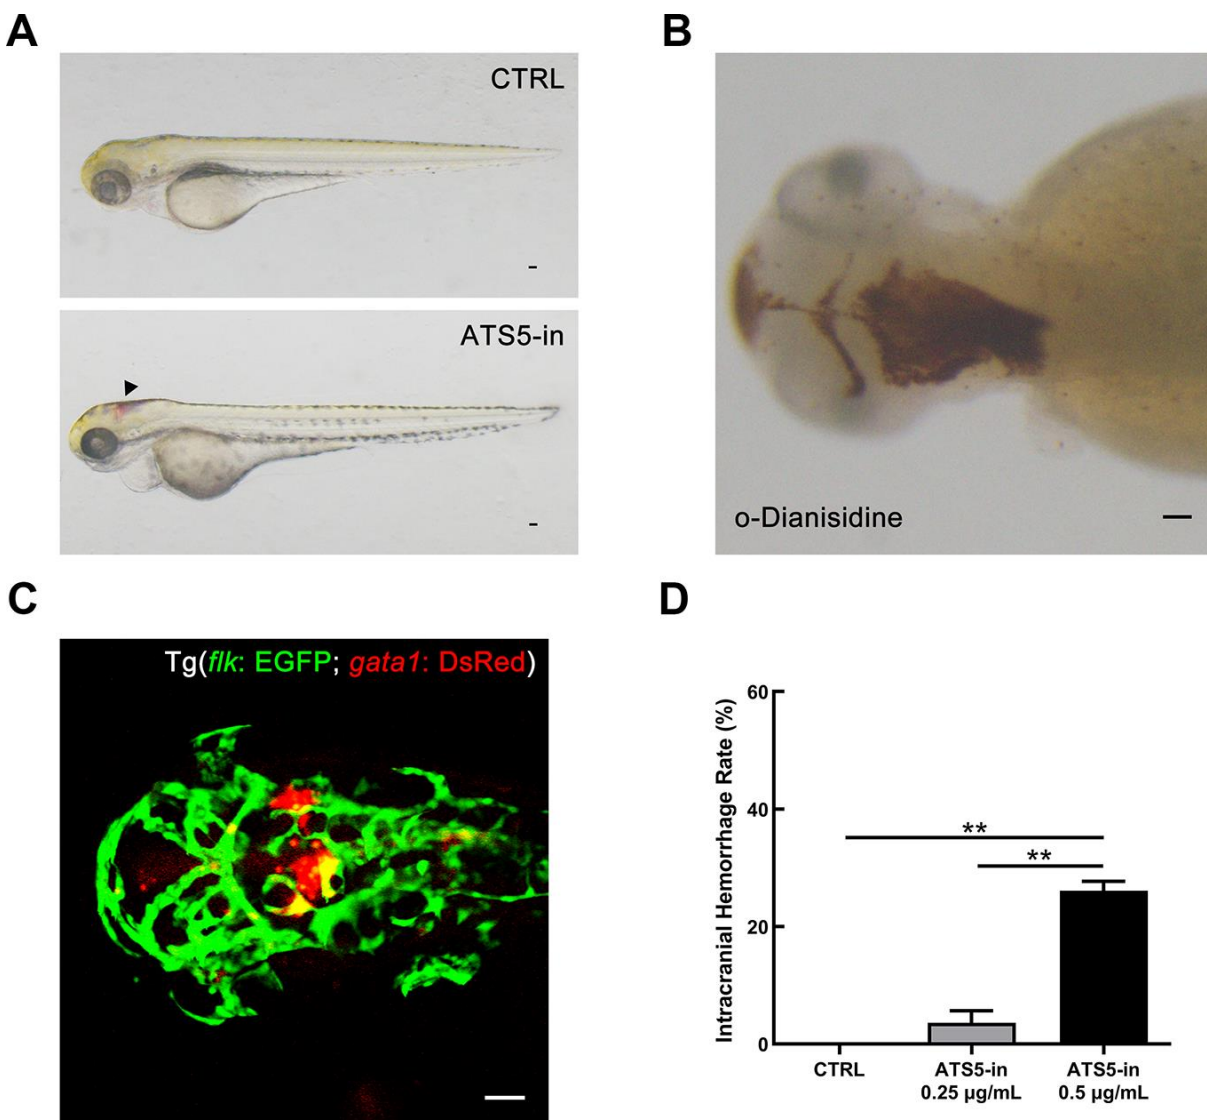 A
CTRL
ATS5-in
B
o-Dianisidine
C
Tg(flk: EGFP; gata1: DsRed)
D
Intracranial Hemorrhage Rate (%)
60
40
20
0
**
**
CTRL
ATS5-in
0.25 µg/mL
ATS5-in
0.5 µg/mL